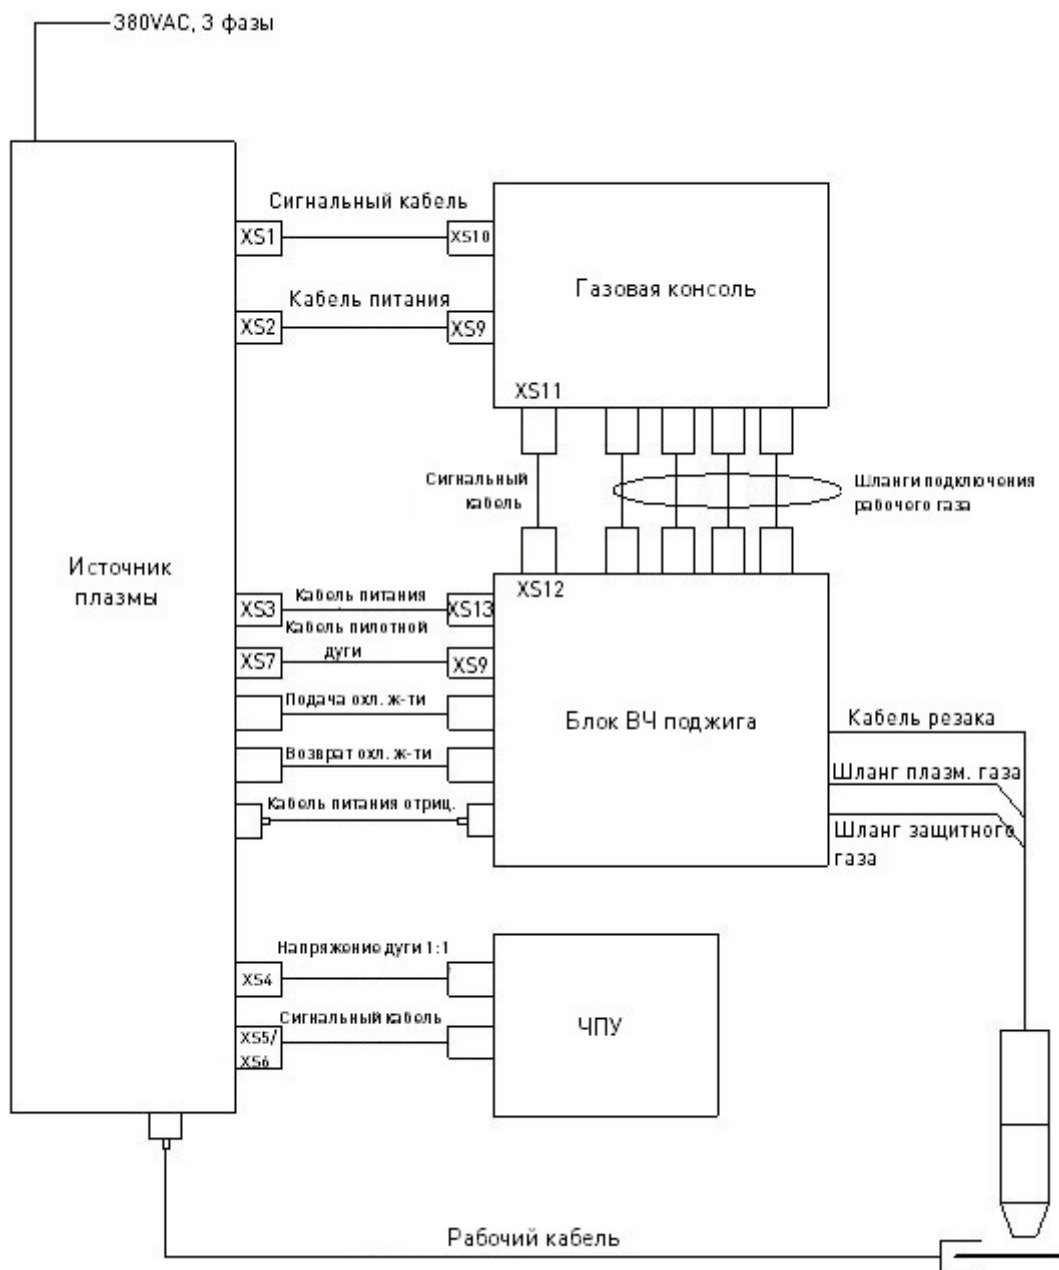 380VAC, 3 фазы
Сигнальный кабель
XS1
XS10
Газовая консоль
Кабель питания
XS2
XS9
XS11
Сигнальный
кабель
Шланги подключения
рабочего газа
Источник
плазмы
XS12
Кабель питания
XS3
XS13
Кабель пилотной
дуги
XS7
XS9
Подача охл. ж-ти
Блок ВЧ поджига
Кабель резака
Возврат охл. ж-ти
Шланг плазм. газа
Кабель питания отриц.
Шланг защитного
газа
Напряжение дуги 1:1
XS4
Сигнальный кабель
ЧПУ
XS5/
XS6
Рабочий кабель